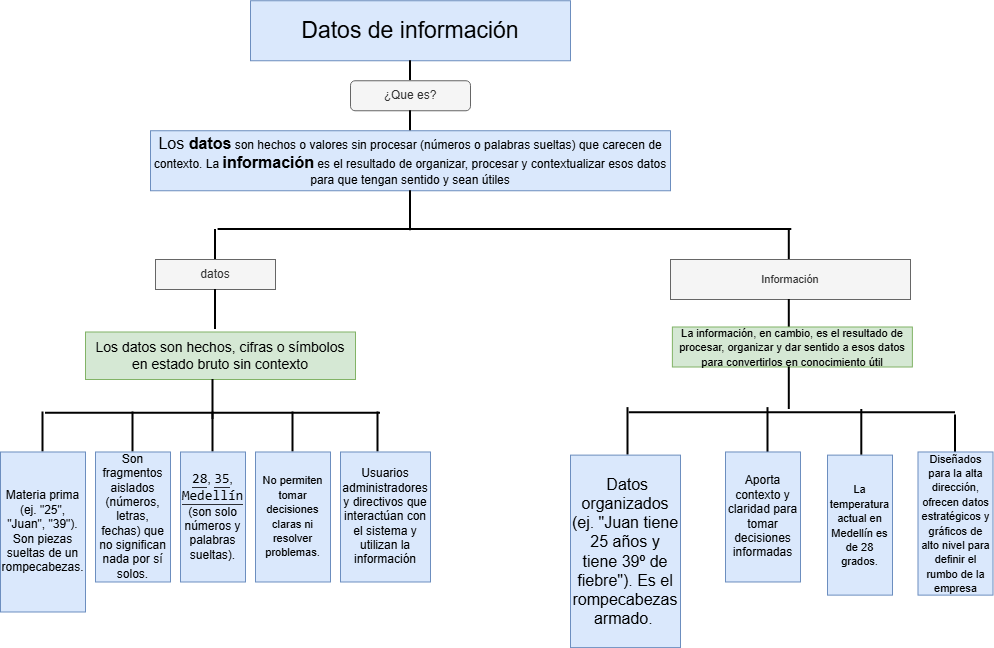 Datos de información
¿Que es?
Los datos son hechos o valores sin procesar (números o palabras sueltas) que carecen de
contexto. La información es el resultado de organizar, procesar y contextualizar esos datos
para que tengan sentido y sean útiles
datos
Información
Los datos son hechos, cifras o símbolos
en estado bruto sin contexto
La información, en cambio, es el resultado de
procesar, organizar y dar sentido a esos datos
para convertirlos en conocimiento útil
Materia prima
(ej. "25",
"Juan", "39").
Son piezas
sueltas de un
rompecabezas.
Son
fragmentos
aislados
(números,
letras,
fechas) que
no significan
nada por sí
solos.
28, 35,
Medellín
(son solo
números y
palabras
sueltas).
No permiten
tomar
decisiones
claras ni
resolver
problemas.
Usuarios
administradores
y directivos que
interactúan con
el sistema y
utilizan la
información
Datos
organizados
(ej. "Juan tiene
25 años y
tiene 39º de
fiebre"). Es el
rompecabezas
armado.
Aporta
contexto y
claridad para
tomar
decisiones
informadas
La
temperatura
actual en
Medellín es
de 28
grados.
Diseñados
para la alta
dirección,
ofrecen datos
estratégicos y
gráficos de
alto nivel para
definir el
rumbo de la
empresa